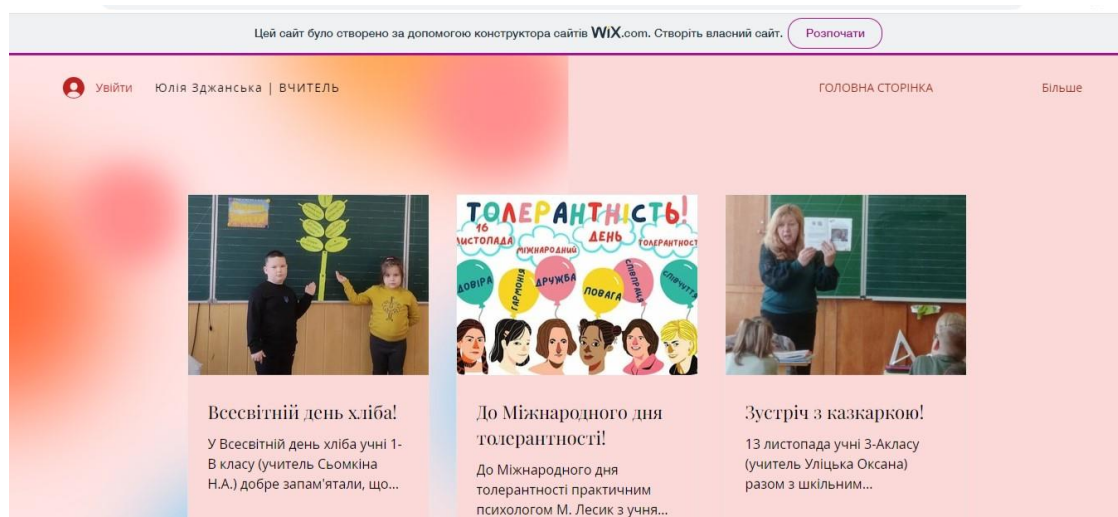 Цей сайт було створено за допомогою конструктора сайтів WiX.com. Створіть власний сайт.
Розпочати
Увійти
Юлія Зджанська | ВЧИТЕЛЬ
ГОЛОВНА СТОРІНКА
Більше
ТОЛЕРАНТНІСТЬ!
16
ЛИСТОПАДА
МІЖНАРОДНИЙ
ДЕНЬ
ТОЛЕРАНТНОСТ
ДОВІРА
ГАРМОНІЯ
ДРУЖБА
ПОВАГА
СПІВПРАЦЯ
СПІВЧУТТЯ
Всесвітній день хліба!
У Всесвітній день хліба учні 1-
В класу (учитель Сьомкіна
Н.А.) добре запам'ятали, що...
До Міжнародного дня
толерантності!
До Міжнародного дня
толерантності практичним
психологом М. Лесик з учня...
Зустріч з казкаркою!
13 листопада учні 3-Акласу
(учитель Уліцька Оксана)
разом з шкільним...